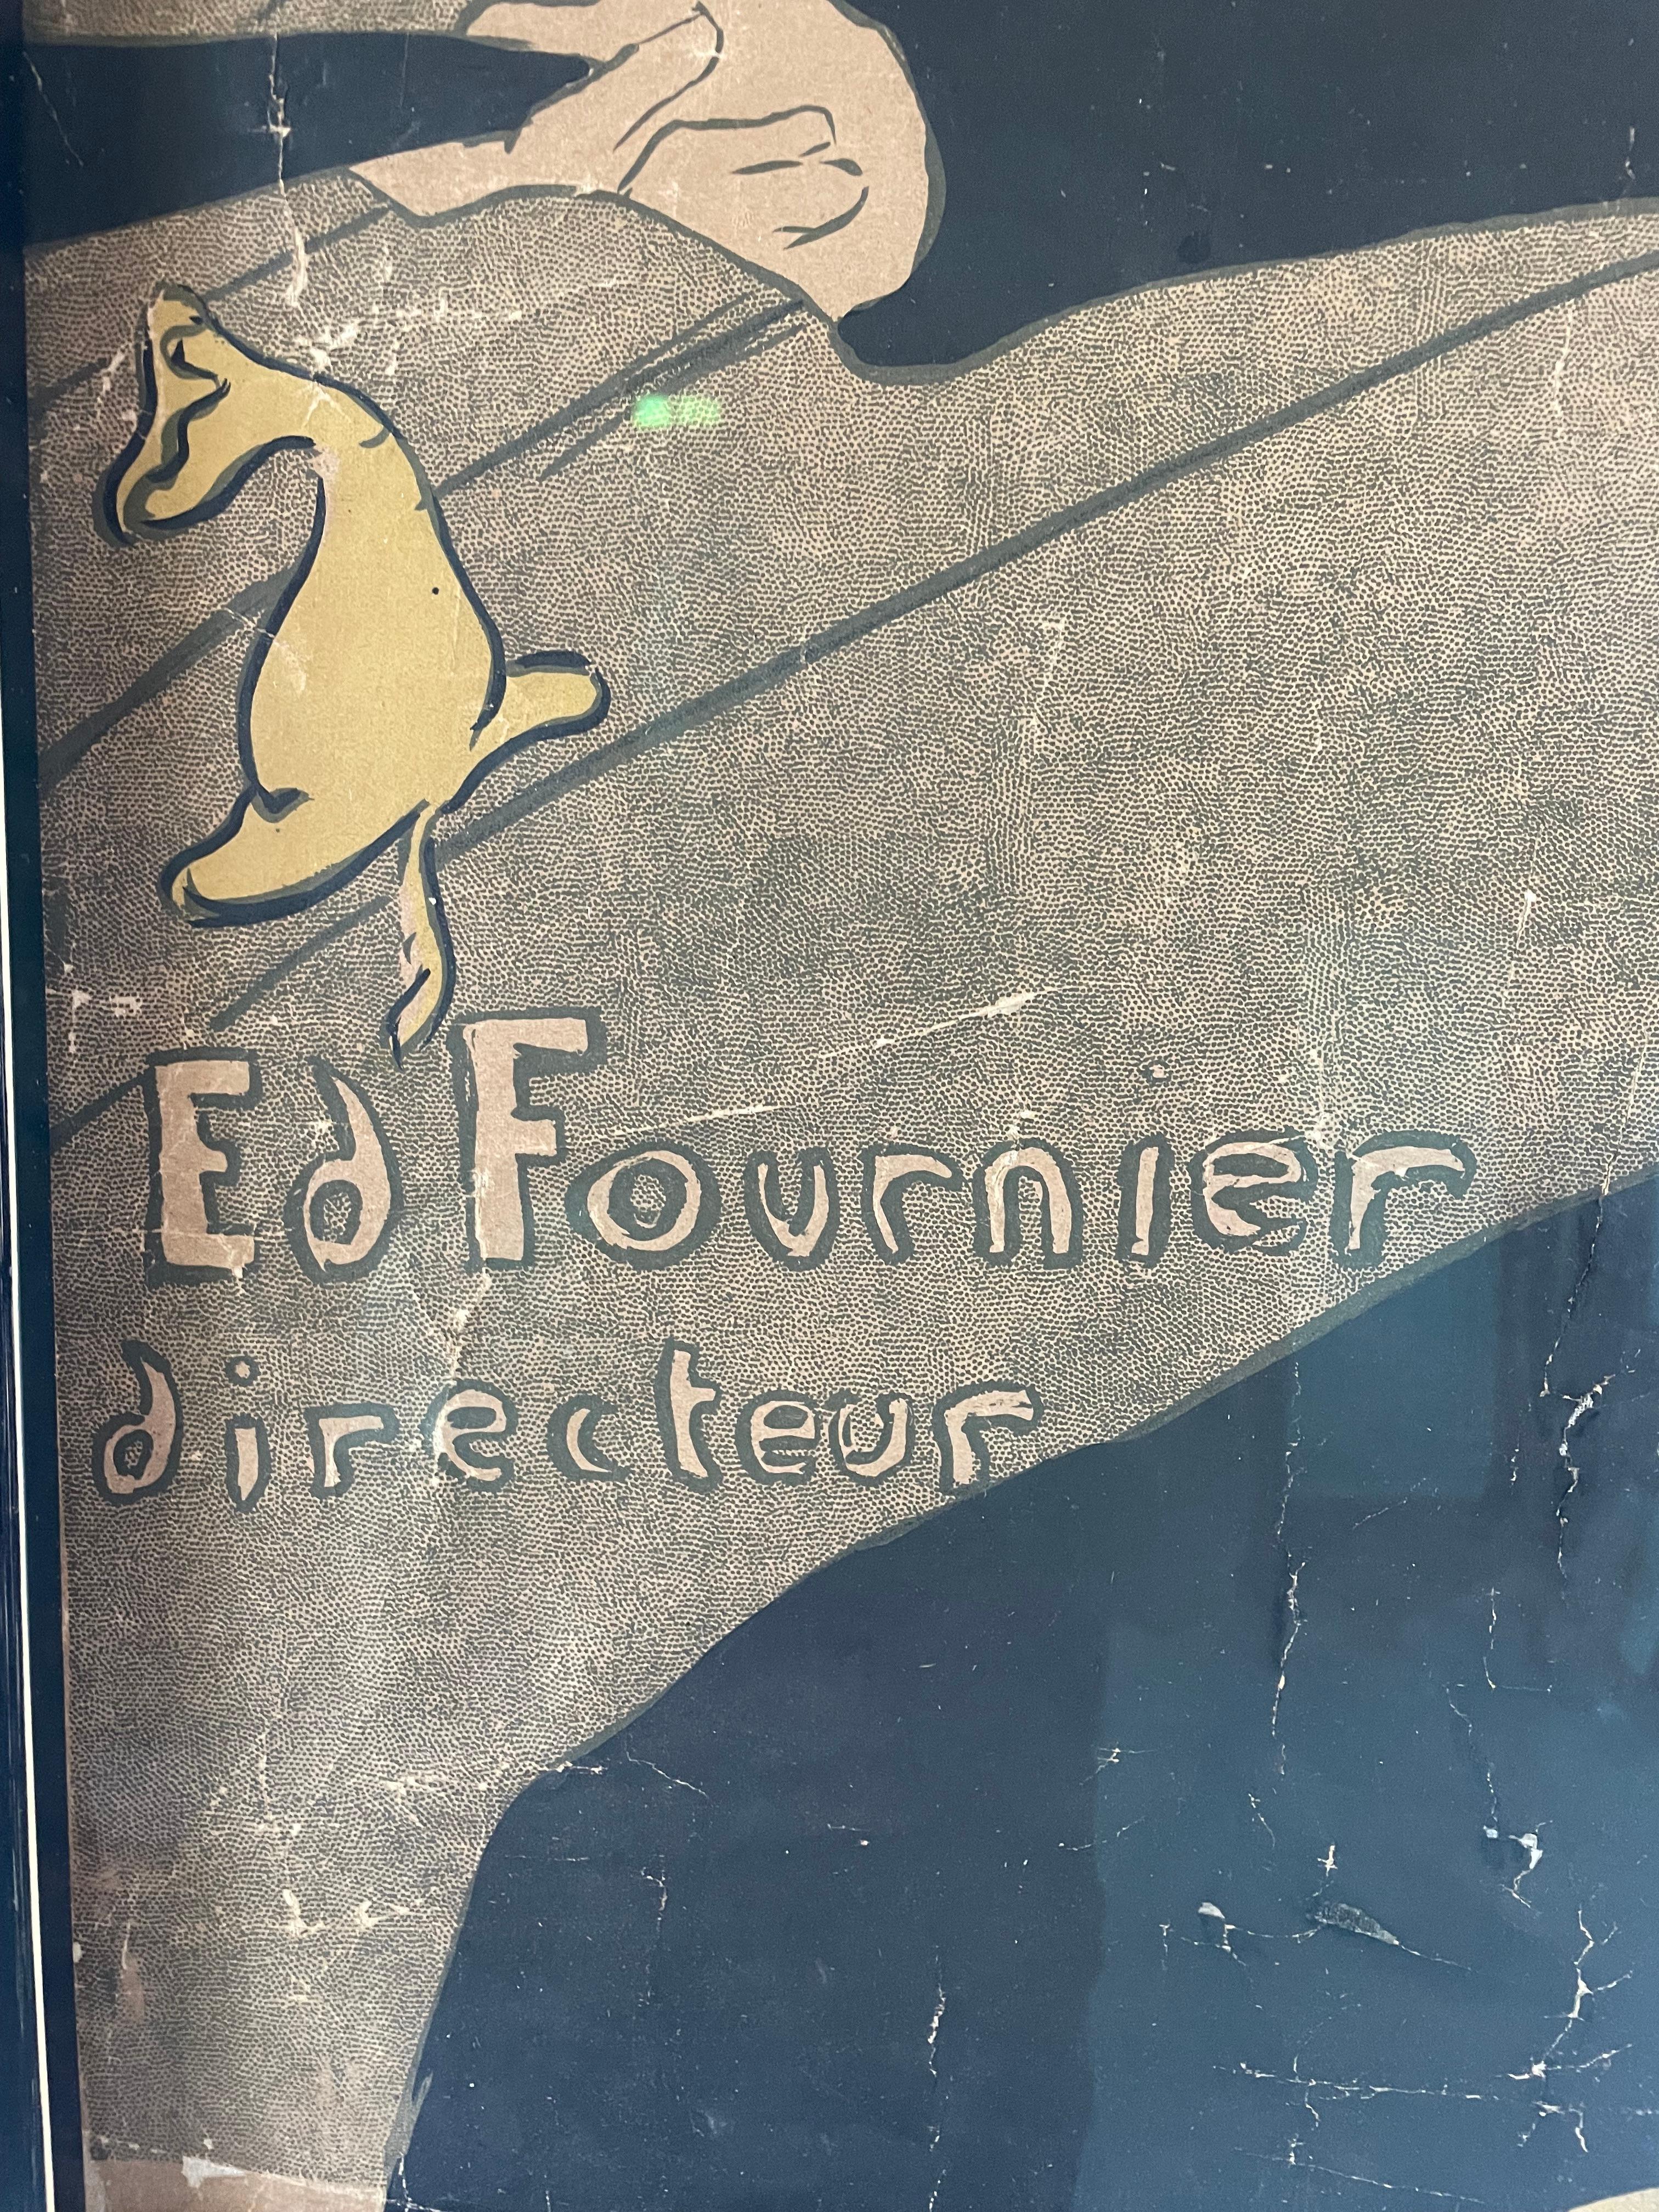 Ed Fournier
directeur